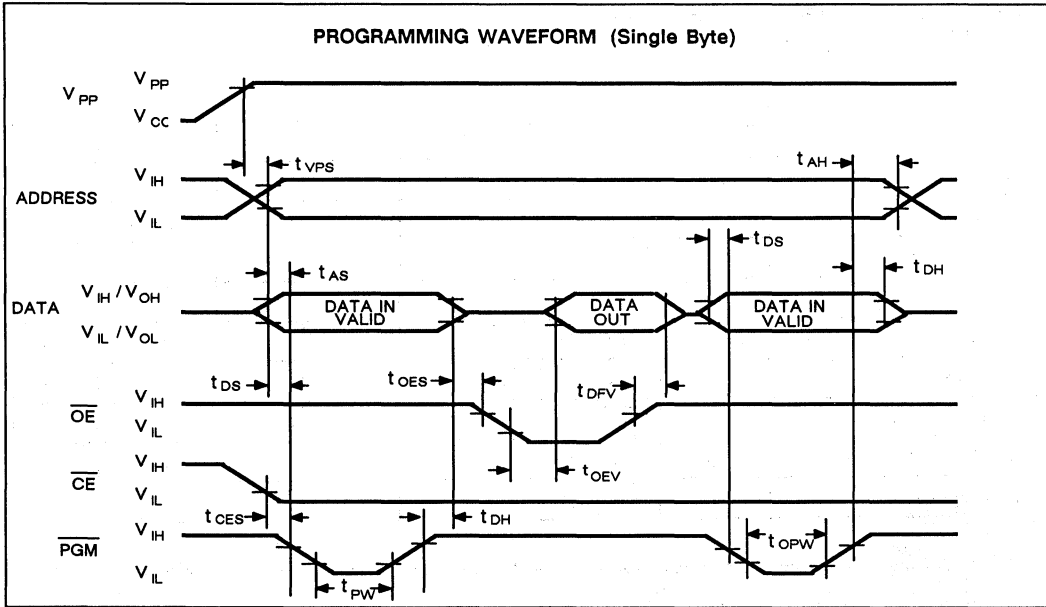 PROGRAMMING WAVEFORM (Single Byte)
V PP
V PP
V CC
t VPS
t AH
ADDRESS
V IH
V IL
t DS
t AS
t DH
DATA
V IH / V OH
V IL / V OL
DATA IN VALID
DATA OUT
DATA IN VALID
t DS
t OES
t DFV
OE
V IH
V IL
t OEV
CE
V IH
V IL
t CES
t DH
PGM
V IH
V IL
t PW
t OPW